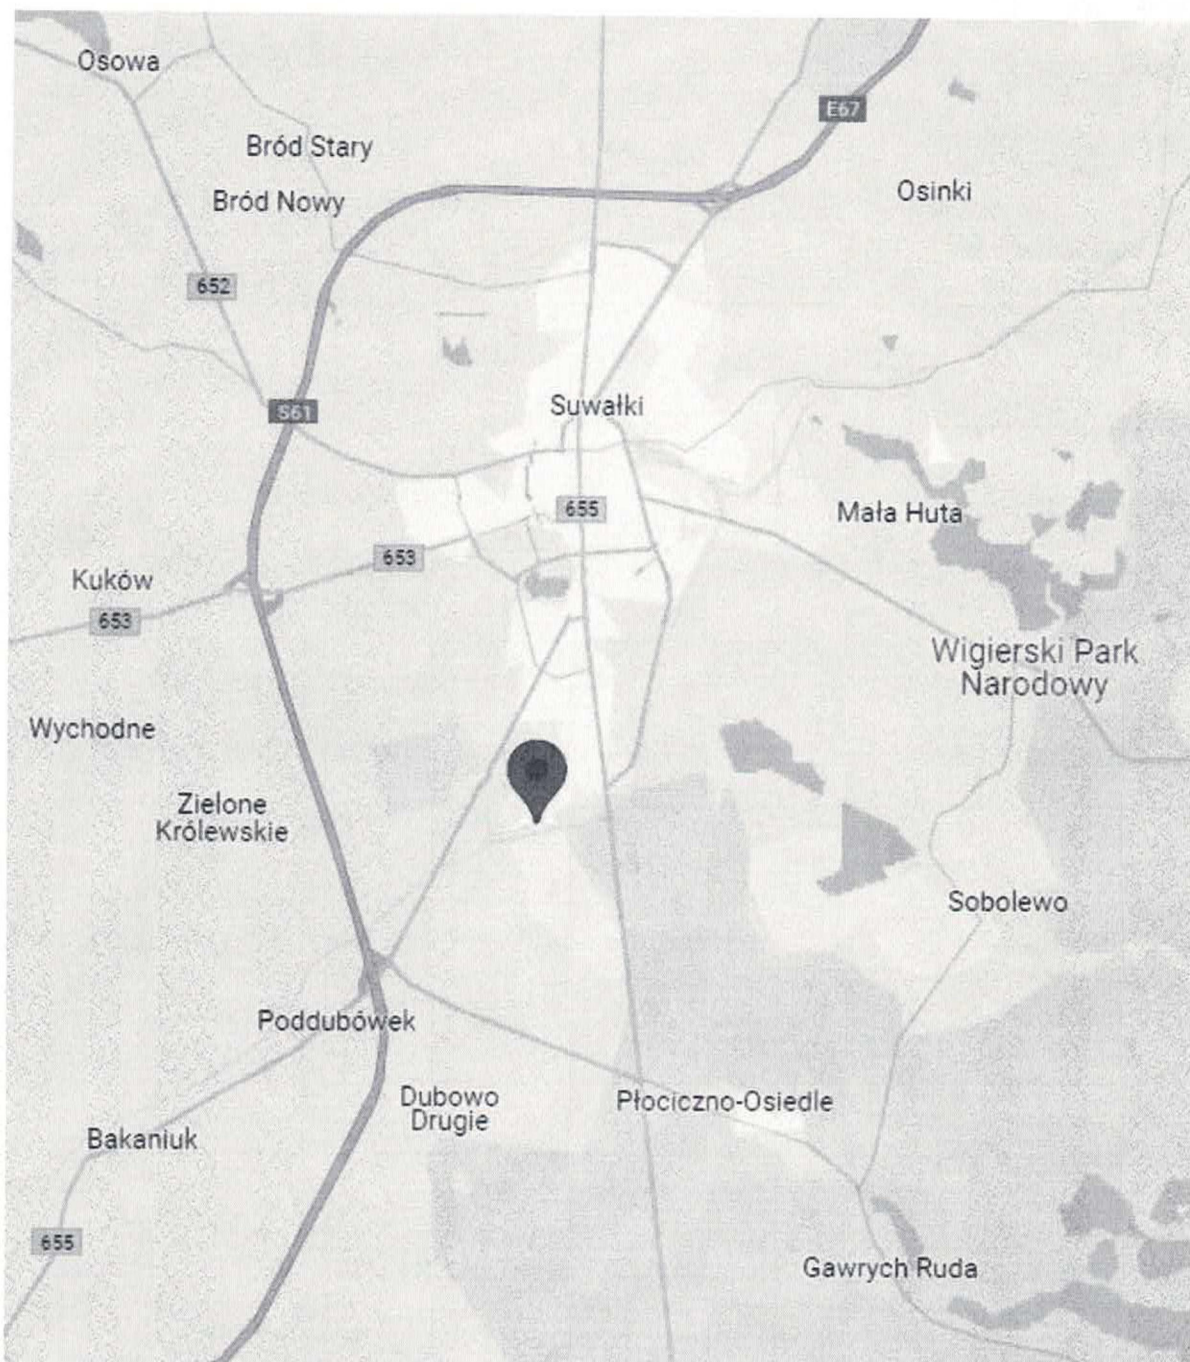 Osowa
E67
Bród Stary
Osinki
Bród Nowy
652
S61
Suwałki
655
Mała Huta
653
Kuków
653
Wigierski Park
Narodowy
Wychodne
Zielone
Królewskie
Sobolewo
Poddubówek
Dubowo
Drugie
Płociczno-Osiedle
Bakaniuk
655
Gawrych Ruda